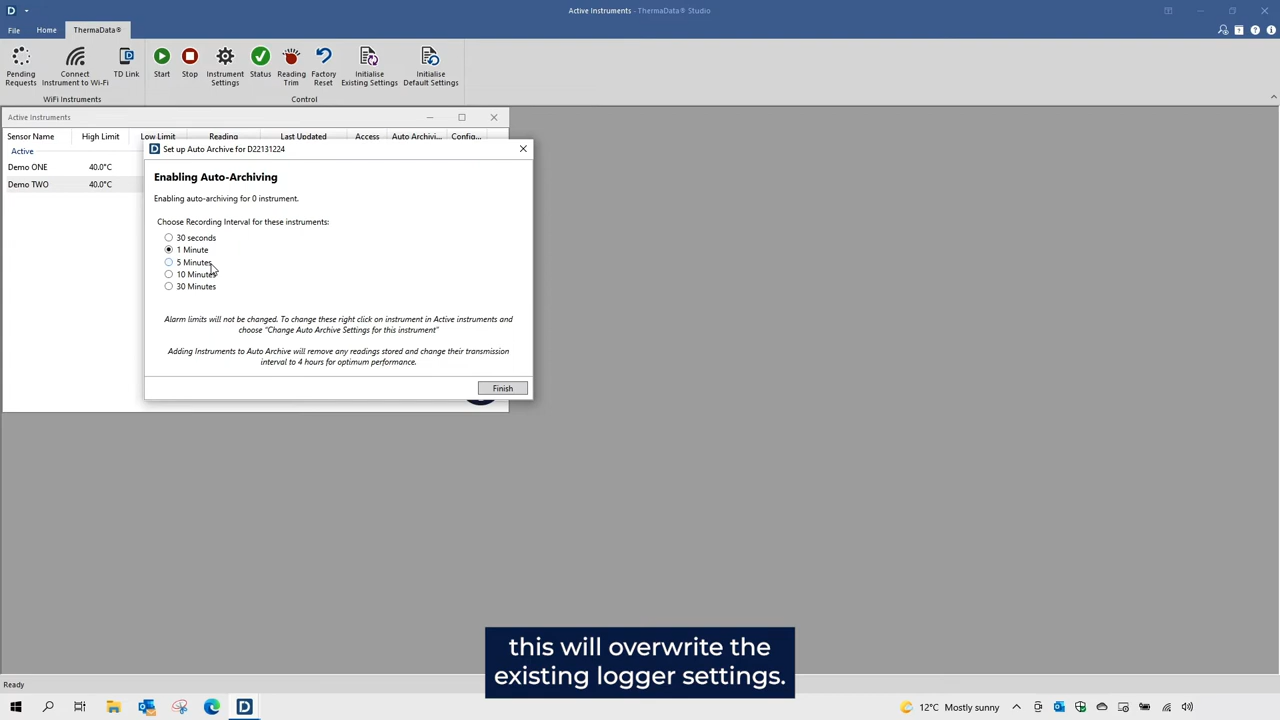 Active Instruments - ThermaData® Studio
File
Home
ThermaData®
Pending
Requests
Connect
Instrument to Wi-Fi
TD Link
Start
Stop
Instrument
Settings
Status
Reading
Trim
Factory
Reset
Initialise
Existing Settings
Initialise
Default Settings
WiFi Instruments
Control
Active Instruments
Sensor Name
High Limit
Low Limit
Reading
Last Updated
Access
Auto Archivi...
Config...
Active
Demo ONE
40.0°C
Demo TWO
40.0°C
Set up Auto Archive for D22131224
Enabling Auto-Archiving
Enabling auto-archiving for 0 instrument.
Choose Recording Interval for these instruments:
30 seconds
1 Minute
5 Minutes
10 Minutes
30 Minutes
Alarm limits will not be changed. To change these right click on instrument in Active instruments and
choose "Change Auto Archive Settings for this instrument"
Adding Instruments to Auto Archive will remove any readings stored and change their transmission
interval to 4 hours for optimum performance.
Finish
this will overwrite the
existing logger settings.
Ready
12°C Mostly sunny